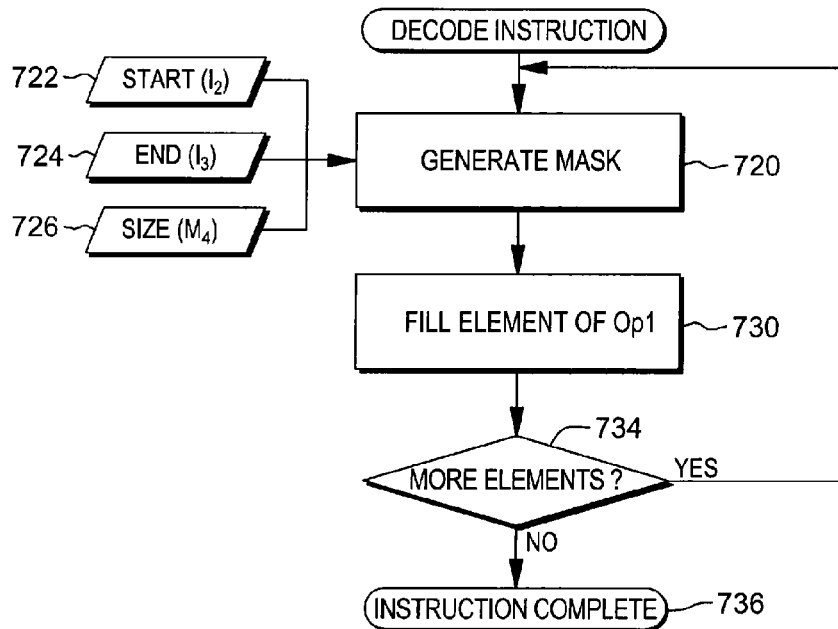 DECODE INSTRUCTION
722
START (I₂)
724
END (I₃)
726
SIZE (M₄)
GENERATE MASK
720
FILL ELEMENT OF Op1
730
734
MORE ELEMENTS ?
YES
NO
INSTRUCTION COMPLETE
736